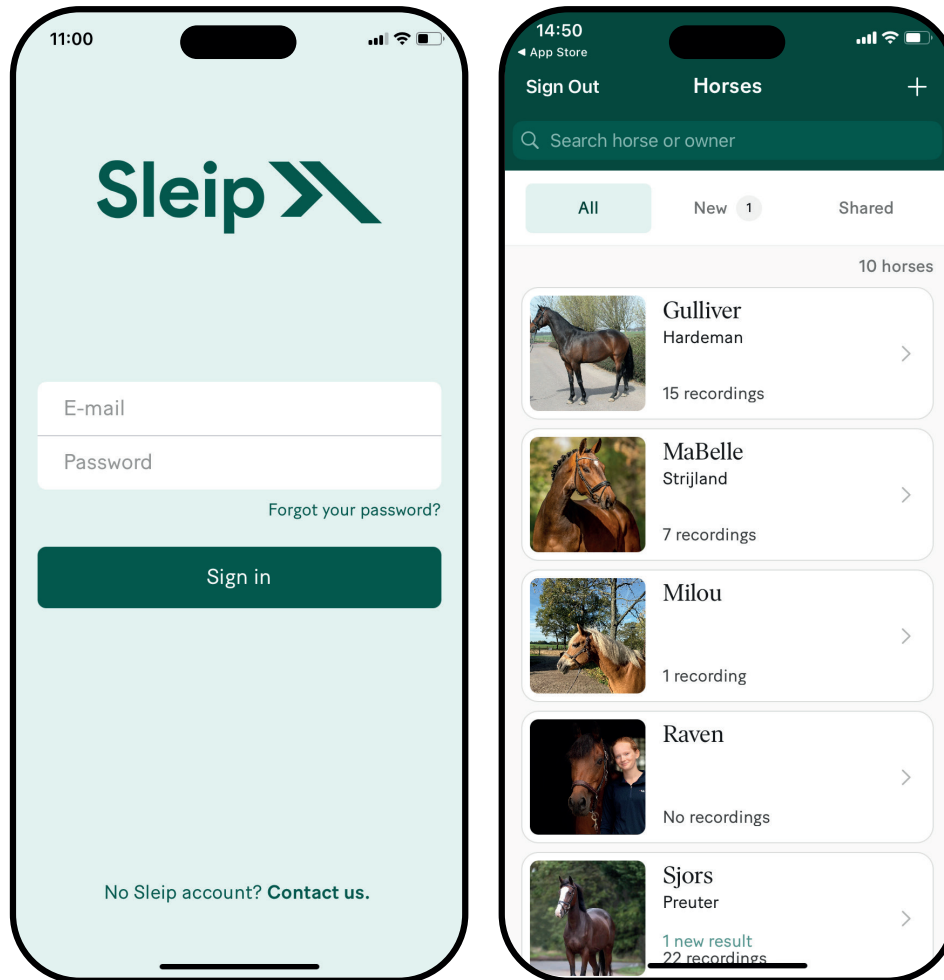 11:00
Sleip
E-mail
Password
Forgot your password?
Sign in
No Sleip account? Contact us.
14:50
◀ App Store
Sign Out
Horses
Search horse or owner
All
New 1
Shared
10 horses
Gulliver
Hardeman
15 recordings
MaBelle
Strijland
7 recordings
Milou
1 recording
Raven
No recordings
Sjors
Preuter
1 new result
22 recordings